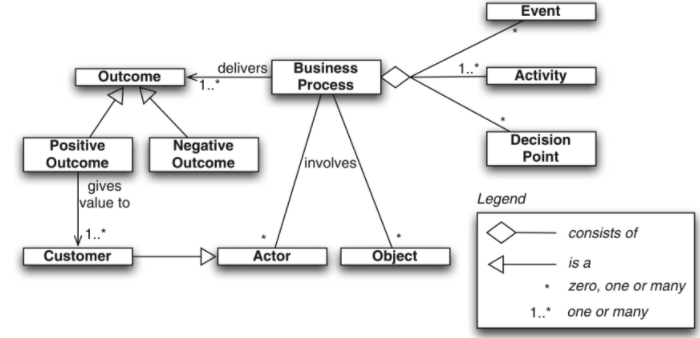 Event
*
delivers
Business
Process
1..*
Activity
Outcome
1..*
*
Decision
Point
Positive
Outcome
Negative
Outcome
involves
gives
value to
Legend
1..*
*
*
consists of
Customer
Actor
Object
is a
* zero, one or many
1..* one or many